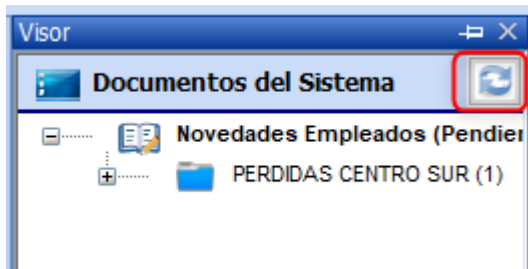 Visor
Documentos del Sistema
Novedades Empleados (Pendier
PERDIDAS CENTRO SUR (1)